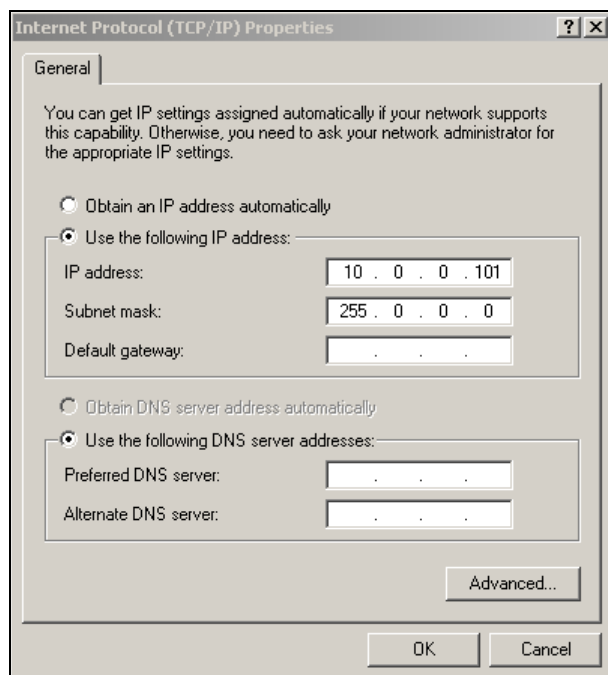 Internet Protocol (TCP/IP) Properties
General
You can get IP settings assigned automatically if your network supports
this capability. Otherwise, you need to ask your network administrator for
the appropriate IP settings.
Obtain an IP address automatically
Use the following IP address:
IP address: 10 . 0 . 0 . 101
Subnet mask: 255 . 0 . 0 . 0
Default gateway: . . .
Obtain DNS server address automatically
Use the following DNS server addresses:
Preferred DNS server: . . .
Alternate DNS server: . . .
Advanced...
OK Cancel